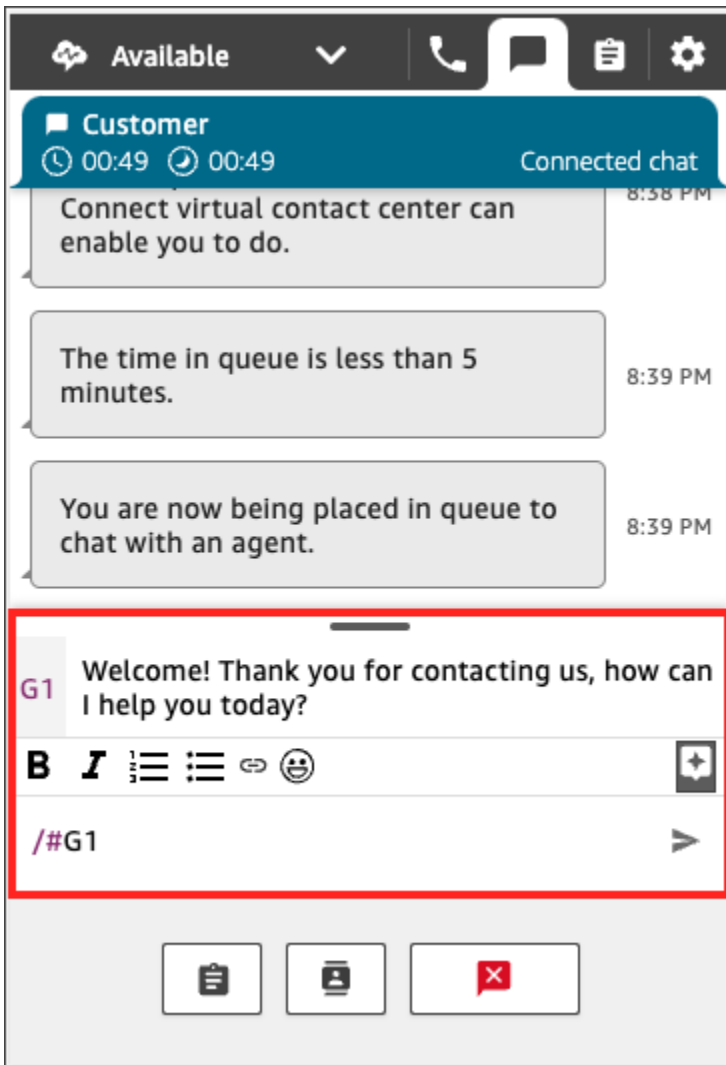 Available
Customer
00:49 00:49 Connected chat
8:38 PM
Connect virtual contact center can
enable you to do.
The time in queue is less than 5
minutes.
8:39 PM
You are now being placed in queue to
chat with an agent.
8:39 PM
G1 Welcome! Thank you for contacting us, how can
I help you today?
B I
/#G1